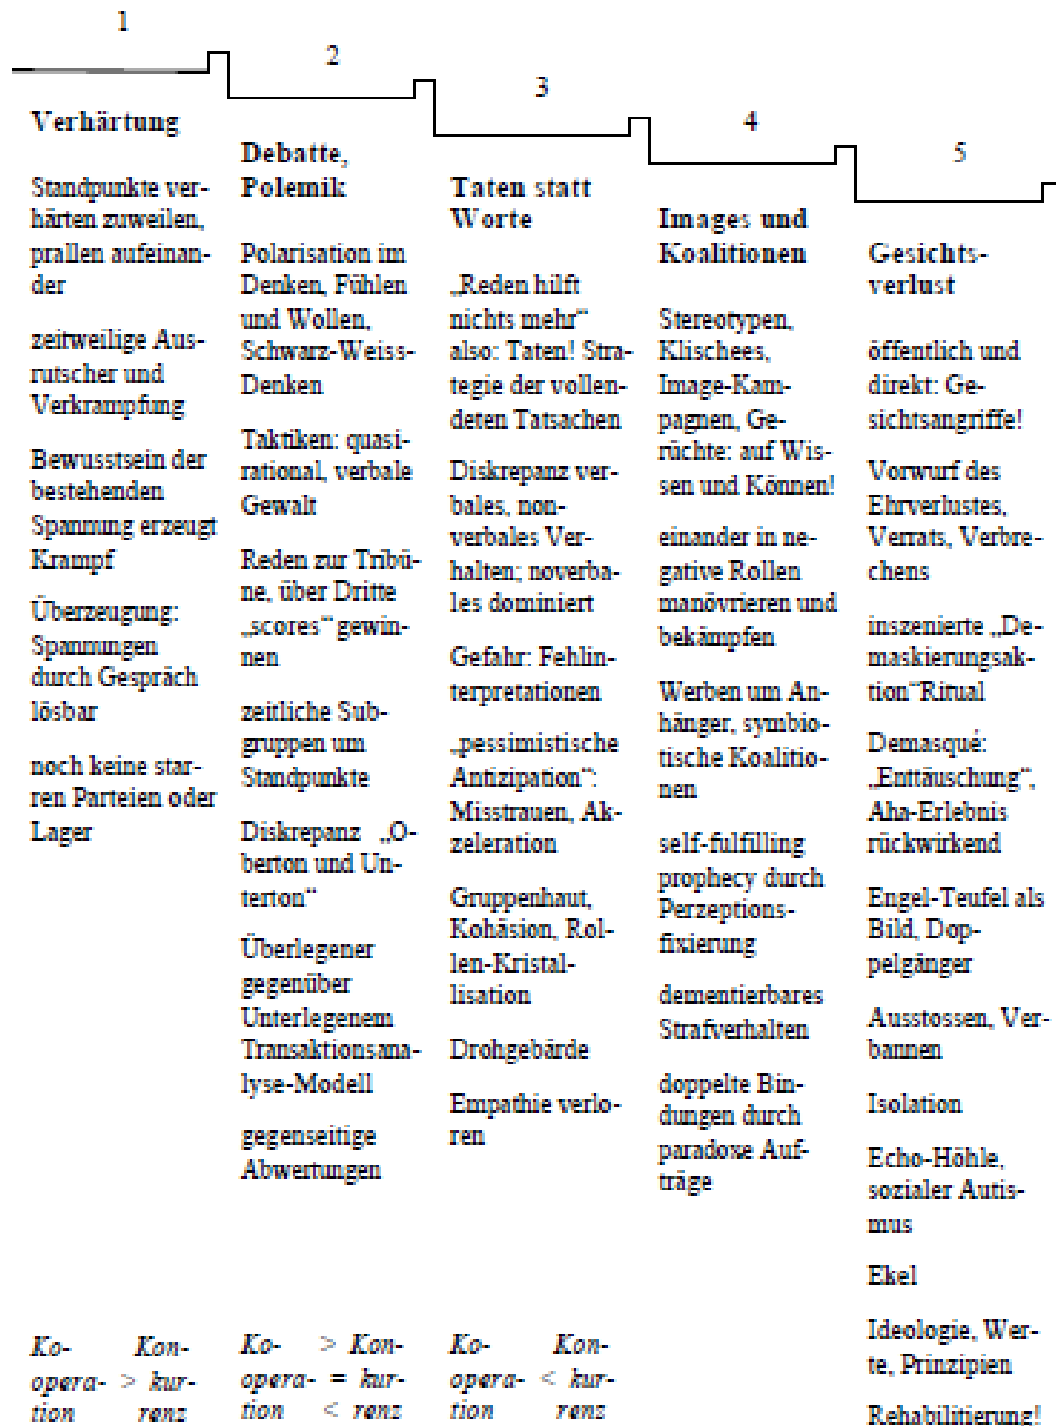 1
Verhärtung
Standpunkte ver-
härten zuweilen,
prallen aufeinan-
der
zeitweilige Aus-
rutscher und
Verkrampfung
Bewusstsein der
bestehenden
Spannung erzeugt
Krampf
Überzeugung:
Spannungen
durch Gespräch
lösbar
noch keine star-
ren Parteien oder
Lager
Ko- Kon-
opera- > kur-
tion renz
2
Debatte,
Polemik
Polarisation im
Denken, Fühlen
und Wollen,
Schwarz-Weiss-
Denken
Taktiken: quasi-
rational, verbale
Gewalt
Reden zur Tribü-
ne, über Dritte
„scores“ gewin-
nen
zeitliche Sub-
gruppen um
Standpunkte
Diskrepanz „O-
berton und Un-
terton“
Überlegener
gegenüber
Unterlegenem
Transaktionsana-
lyse-Modell
gegenseitige
Abwertungen
Ko- > Kon-
opera- = kur-
tion < renz
3
Taten statt
Worte
„Reden hilft
nichts mehr“
also: Taten! Stra-
tegie der vollen-
deten Tatsachen
Diskrepanz ver-
bales, non-
verbales Ver-
halten; noverba-
les dominiert
Gefahr: Fehlin-
terpretationen
„pessimistische
Antizipation“:
Misstrauen, Ak-
zeleration
Gruppenhaut,
Kohäsion, Rol-
len-Kristal-
lisation
Drohgebärde
Empathie verlo-
ren
Ko- Kon-
opera- < kur-
tion renz
4
Images und
Koalitionen
Stereotypen,
Klischees,
Image-Kam-
pagnen, Ge-
rüchte: auf Wis-
sen und Können!
einander in ne-
gative Rollen
manövrieren und
bekämpfen
Werben um An-
hänger, symbio-
tische Koalitio-
nen
self-fulfilling
prophecy durch
Perzeptions-
fixierung
dementierbares
Strafverhalten
doppelte Bin-
dungen durch
paradoxe Auf-
träge
5
Gesichts-
verlust
öffentlich und
direkt: Ge-
sichtsangriffe!
Vorwurf des
Ehrverlustes,
Verrats, Verbre-
chens
inszenierte „De-
maskierungsak-
tion“Ritual
Demasqué:
„Enttäuschung“,
Aha-Erlebnis
rückwirkend
Engel-Teufel als
Bild, Dop-
pelgänger
Ausstossen, Ver-
bannen
Isolation
Echo-Höhle,
sozialer Autis-
mus
Ekel
Ideologie, Wer-
te, Prinzipien
Rehabilitierung!